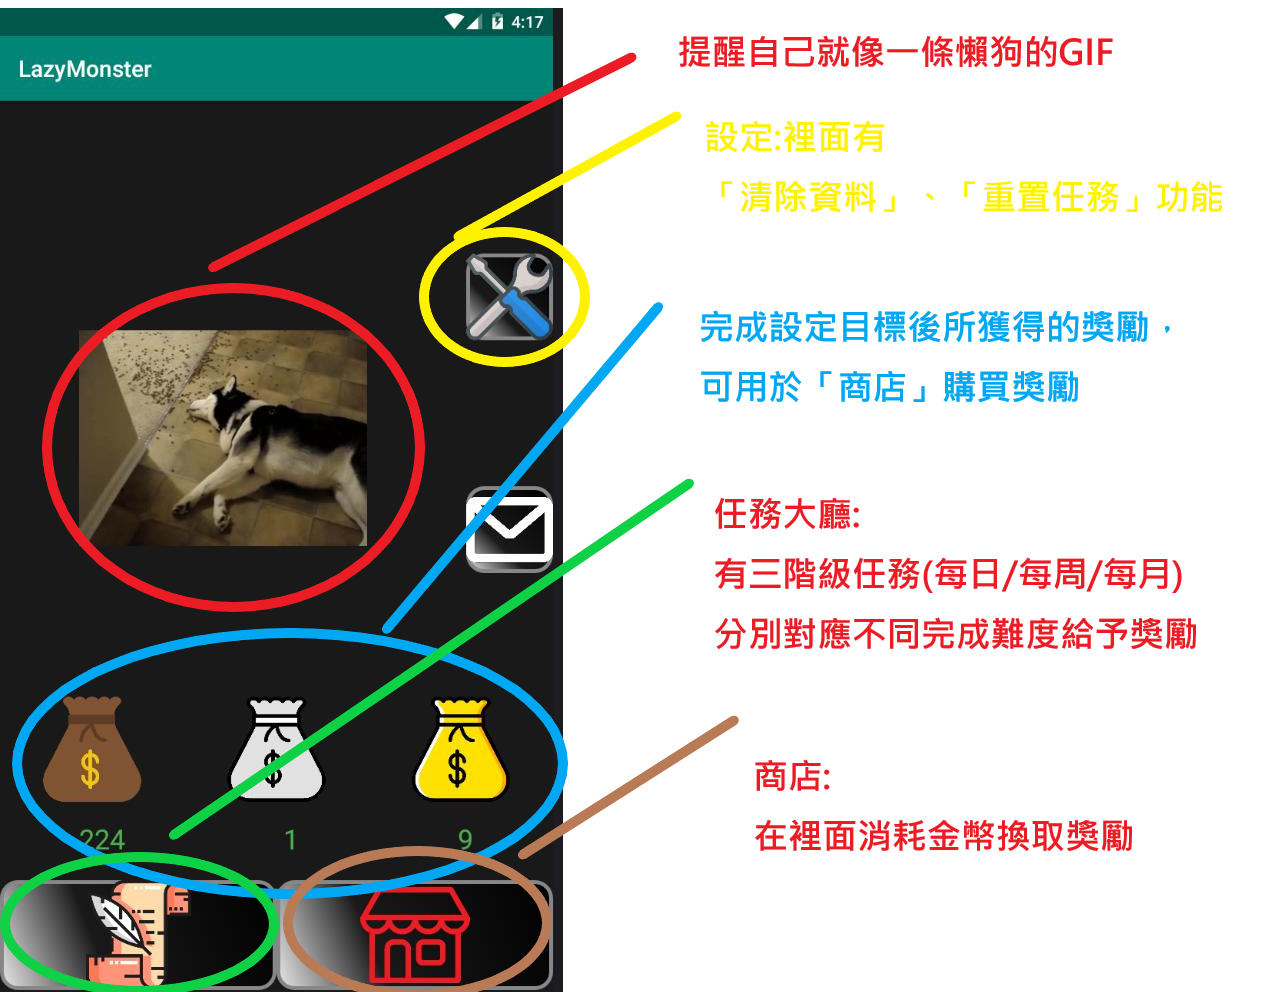 4:17
LazyMonster
提醒自己就像一條懶狗的GIF
設定:裡面有
「清除資料」、「重置任務」功能
完成設定目標後所獲得的獎勵，
可用於「商店」購買獎勵
任務大廳:
有三階級任務(每日/每周/每月)
分別對應不同完成難度給予獎勵
商店:
在裡面消耗金幣換取獎勵
$ $ $
224 1 9